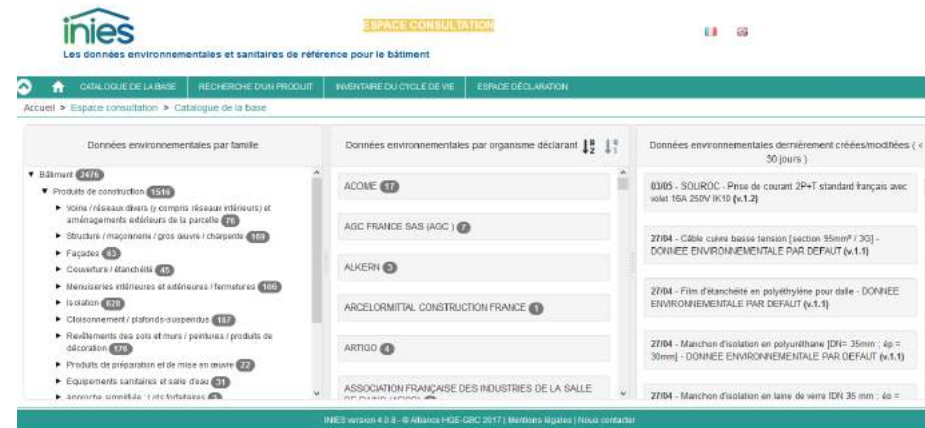 inies
ESPACE CONSULTATION
Les données environnementales et sanitaires de référence pour le bâtiment
CATALOGUE DE LA BASE
RECHERCHE D'UN PRODUIT
INVENTAIRE DU CYCLE DE VIE
ESPACE DÉCLARATION
Accueil > Espace consultation > Catalogue de la base
Données environnementales par famille
Bâtiment 2476
Produits de construction 1516
Voirie / réseaux divers (y compris réseaux intérieurs) et
aménagements extérieurs de la parcelle 76
Structure / maçonnerie / gros œuvre / charpente 169
Façades 63
Couverture / étanchéité 45
Menuiseries intérieures et extérieures / fermetures 106
Isolation 628
Cloisonnement / plafonds-suspendus 187
Revêtements des sols et murs / peintures / produits de
décoration 176
Produits de préparation et de mise en œuvre 22
Equipements sanitaires et salle d'eau 31
Approche simplifiée : Lots forfaitaires
Données environnementales par organisme déclarant
ACOME 17
AGC FRANCE SAS (AGC ) 7
ALKERN 3
ARCELORMITTAL CONSTRUCTION FRANCE 1
ARTIGO 4
ASSOCIATION FRANÇAISE DES INDUSTRIES DE LA SALLE
Données environnementales dernièrement créées/modifiées ( <
30 jours )
03/05 - SOUROC - Prise de courant 2P+T standard français avec
volet 16A 250V IK10 (v.1.2)
27/04 - Câble cuivre basse tension [section 95mm² / 3G] -
DONNEE ENVIRONNEMENTALE PAR DEFAUT (v.1.1)
27/04 - Film d'étanchéité en polyéthylène pour dalle - DONNEE
ENVIRONNEMENTALE PAR DEFAUT (v.1.1)
27/04 - Manchon d'isolation en polyuréthane [DN= 35mm ; ép =
30mm] - DONNEE ENVIRONNEMENTALE PAR DEFAUT (v.1.1)
27/04 - Manchon d'isolation en laine de verre [DN 35 mm ; ép =
INIES version 4.0.8 - © Alliance HQE-GBC 2017 | Mentions légales | Nous contacter